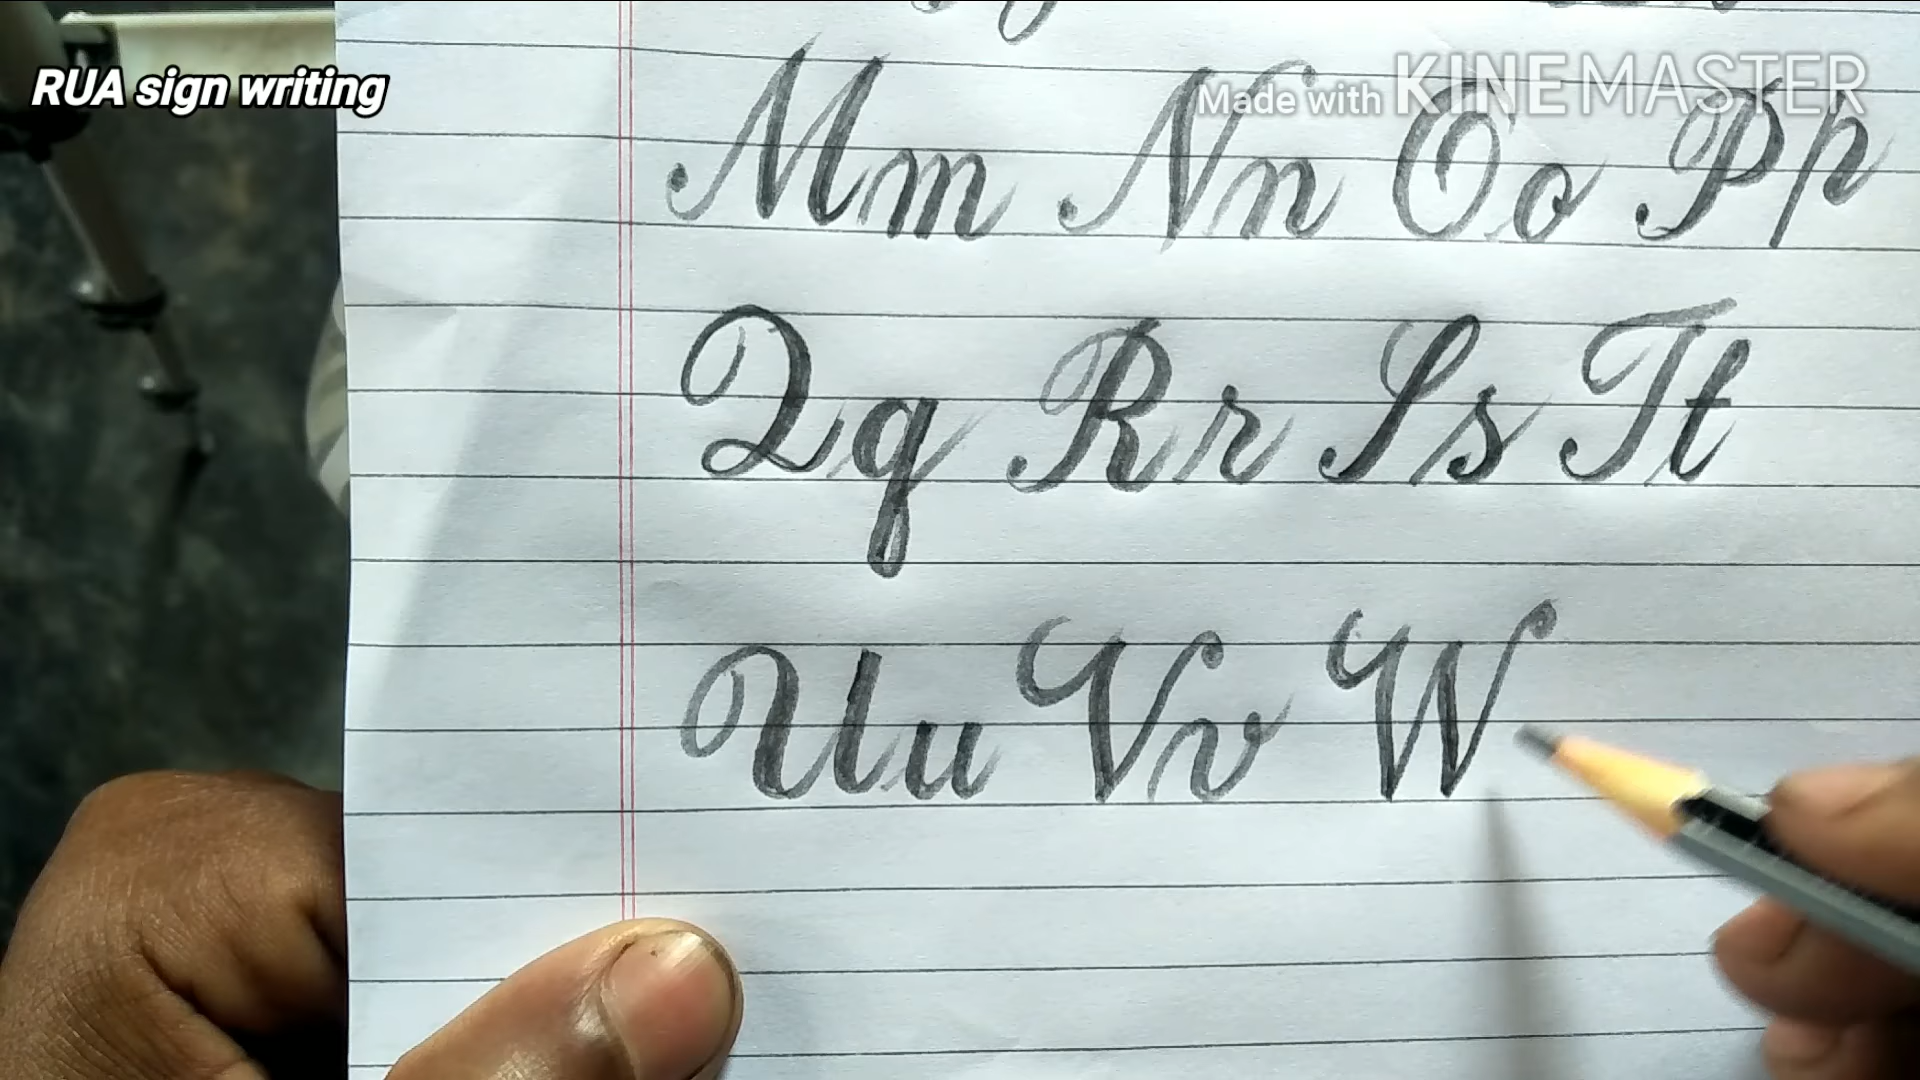 RUA sign writing
Made with KINEMASTER
Mm Nn Oo Pp
Qq Rr Ss Tt
Uu Vv W